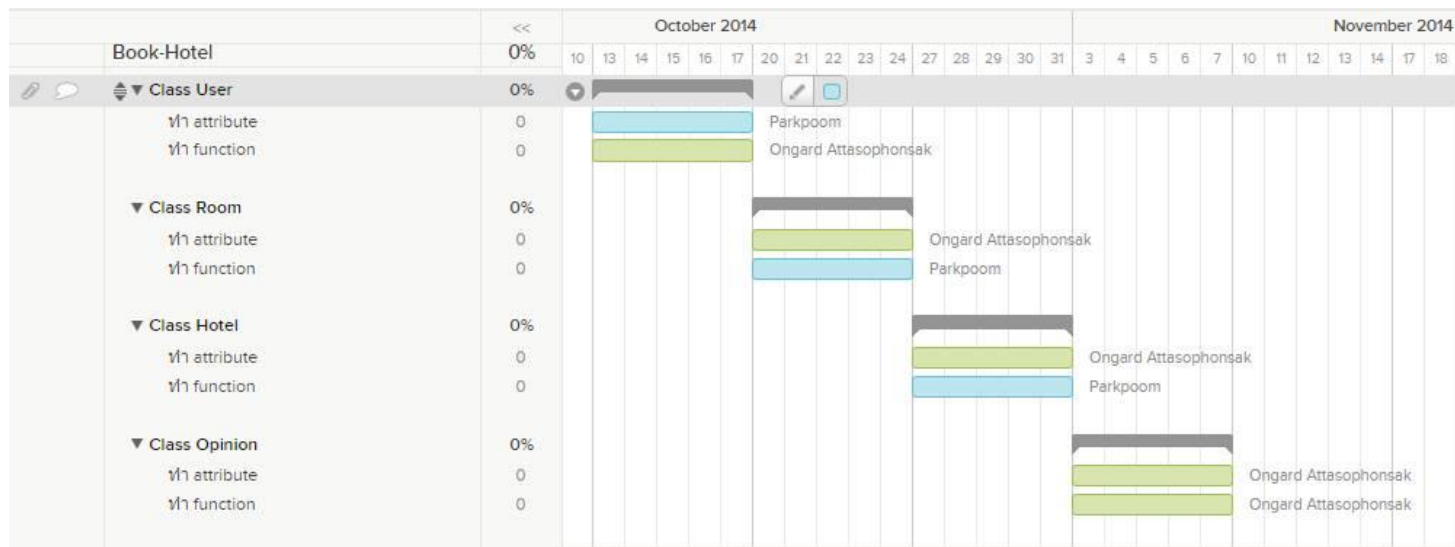 << October 2014 November 2014
Book-Hotel 0% 10 13 14 15 16 17 20 21 22 23 24 27 28 29 30 31 3 4 5 6 7 10 11 12 13 14 17 18
Class User 0%
ทำ attribute 0 Parkpoom
ทำ function 0 Ongard Attasophonsak
Class Room 0%
ทำ attribute 0 Ongard Attasophonsak
ทำ function 0 Parkpoom
Class Hotel 0%
ทำ attribute 0 Ongard Attasophonsak
ทำ function 0 Parkpoom
Class Opinion 0%
ทำ attribute 0 Ongard Attasophonsak
ทำ function 0 Ongard Attasophonsak